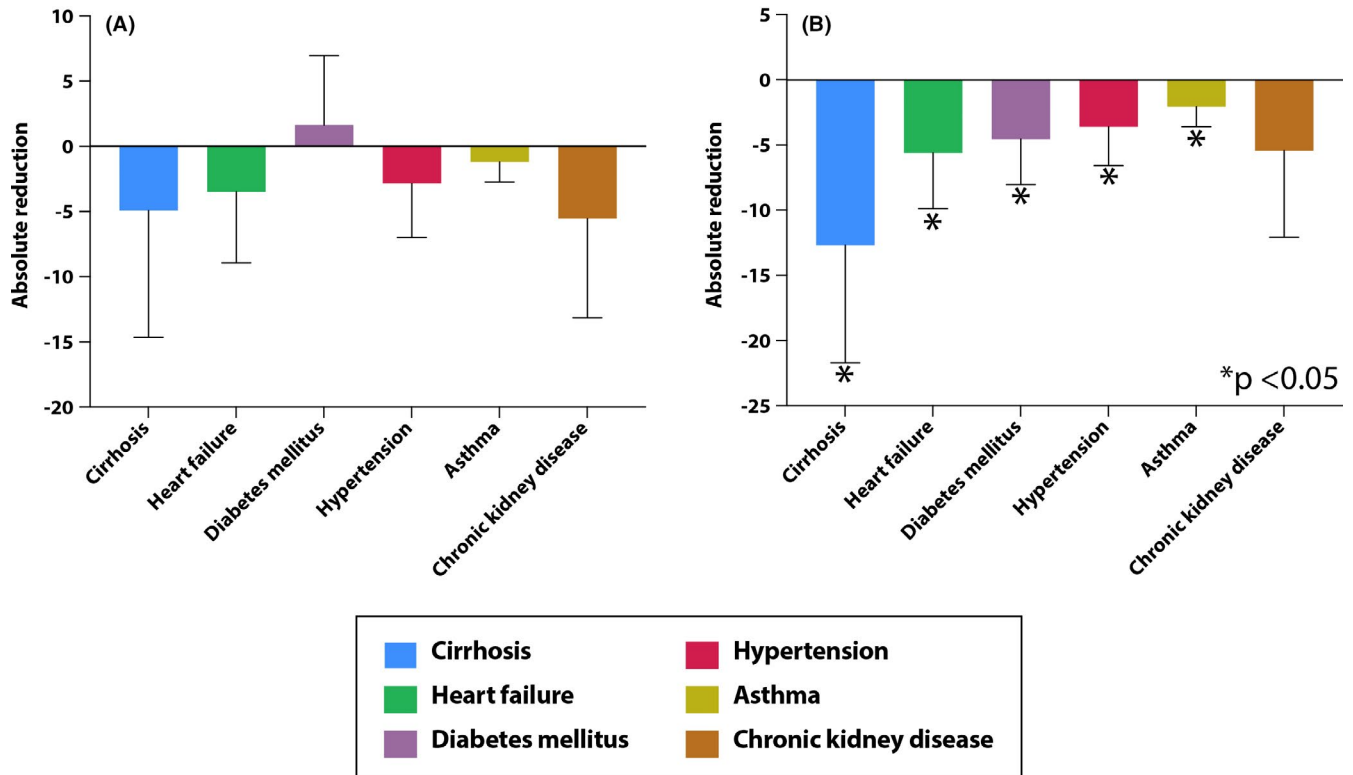 (A)
Absolute reduction
10
5
0
-5
-10
-15
-20
Cirrhosis
Heart failure
Diabetes mellitus
Hypertension
Asthma
Chronic kidney disease
(B)
Absolute reduction
5
0
-5
-10
-15
-20
-25
*
*
*
*
*
*p <0.05
Cirrhosis
Heart failure
Diabetes mellitus
Hypertension
Asthma
Chronic kidney disease
Cirrhosis
Heart failure
Diabetes mellitus
Hypertension
Asthma
Chronic kidney disease